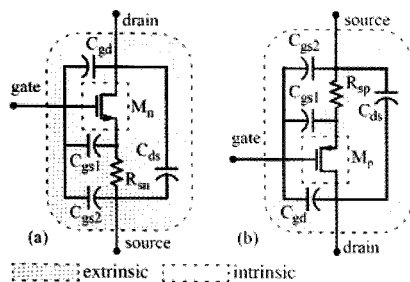 drain
source
C_gd
C_gs2
gate
M_n
R_sp
C_gs1
C_ds
C_gs1
C_ds
gate
R_sn
M_p
C_gs2
C_gd
(a)
(b)
source
drain
extrinsic
intrinsic